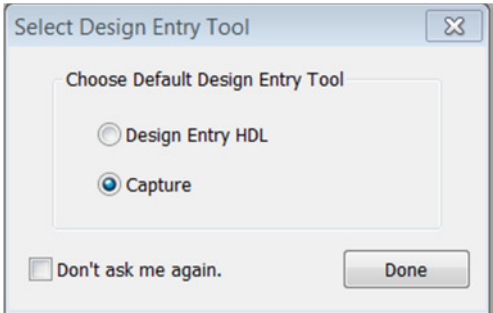 Select Design Entry Tool
Choose Default Design Entry Tool
Design Entry HDL
Capture
Don't ask me again.
Done